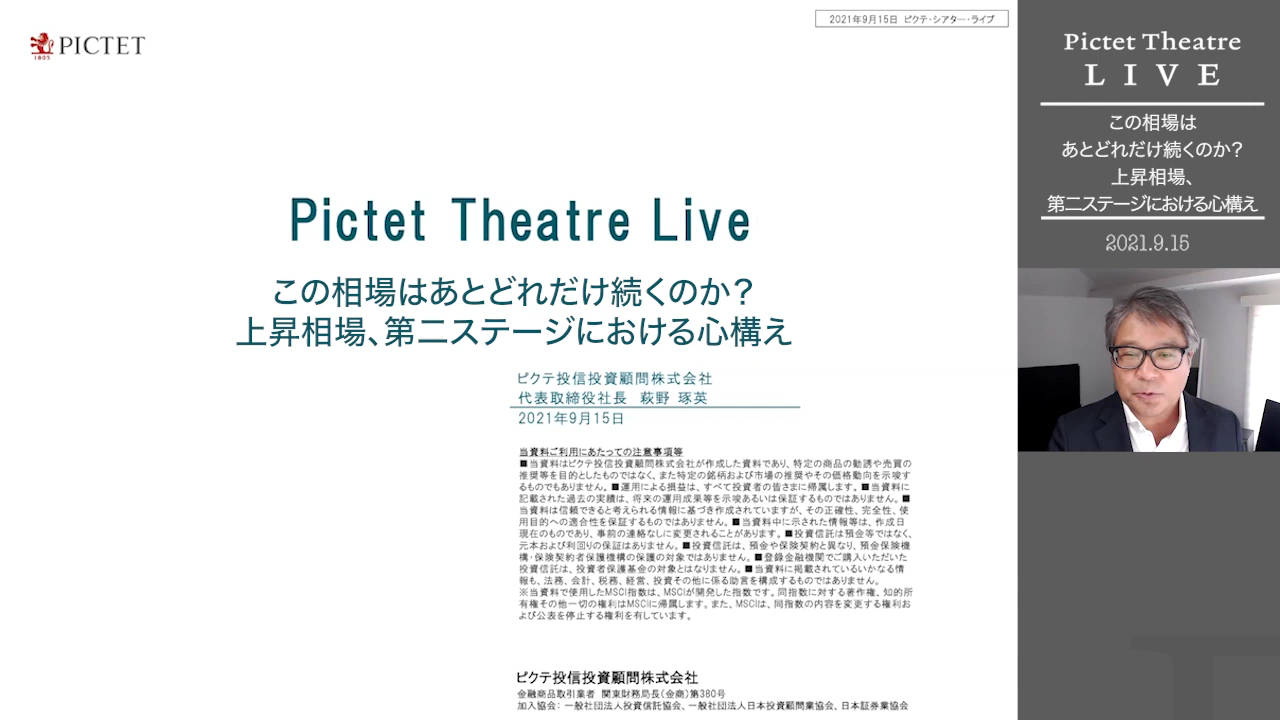 PICTET
1805
2021年9月15日 ピクテ・シアター・ライブ
Pictet Theatre Live
この相場はあとどれだけ続くのか？
上昇相場、第二ステージにおける心構え
ピクテ投信投資顧問株式会社
代表取締役社長　萩野 琢英
2021年9月15日
当資料ご利用にあたっての注意事項等
■当資料はピクテ投信投資顧問株式会社が作成した資料であり、特定の商品の勧誘や売買の
推奨等を目的としたものではなく、また特定の銘柄および市場の推奨やその価格動向を示唆す
るものでもありません。■運用による損益は、すべて投資者の皆さまに帰属します。■当資料に
記載された過去の実績は、将来の運用成果等を示唆あるいは保証するものではありません。■
当資料は信頼できると考えられる情報に基づき作成されていますが、その正確性、完全性、使
用目的への適合性を保証するものではありません。■当資料中に示された情報等は、作成日
現在のものであり、事前の連絡なしに変更されることがあります。■投資信託は預金等ではなく、
元本および利回りの保証はありません。■投資信託は、預金や保険契約と異なり、預金保険機
構・保険契約者保護機構の保護の対象ではありません。■登録金融機関でご購入いただいた
投資信託は、投資者保護基金の対象とはなりません。■当資料に掲載されているいかなる情
報も、法務、会計、税務、経営、投資その他に係る助言を構成するものではありません。
※当資料で使用したMSCI指数は、MSCIが開発した指数です。同指数に対する著作権、知的所
有権その他一切の権利はMSCIに帰属します。また、MSCIは、同指数の内容を変更する権利お
よび公表を停止する権利を有しています。
ピクテ投信投資顧問株式会社
金融商品取引業者　関東財務局長（金商）第380号
加入協会：一般社団法人投資信託協会、一般社団法人日本投資顧問業協会、日本証券業協会
Pictet Theatre
LIVE
この相場は
あとどれだけ続くのか？
上昇相場、
第二ステージにおける心構え
2021.9.15